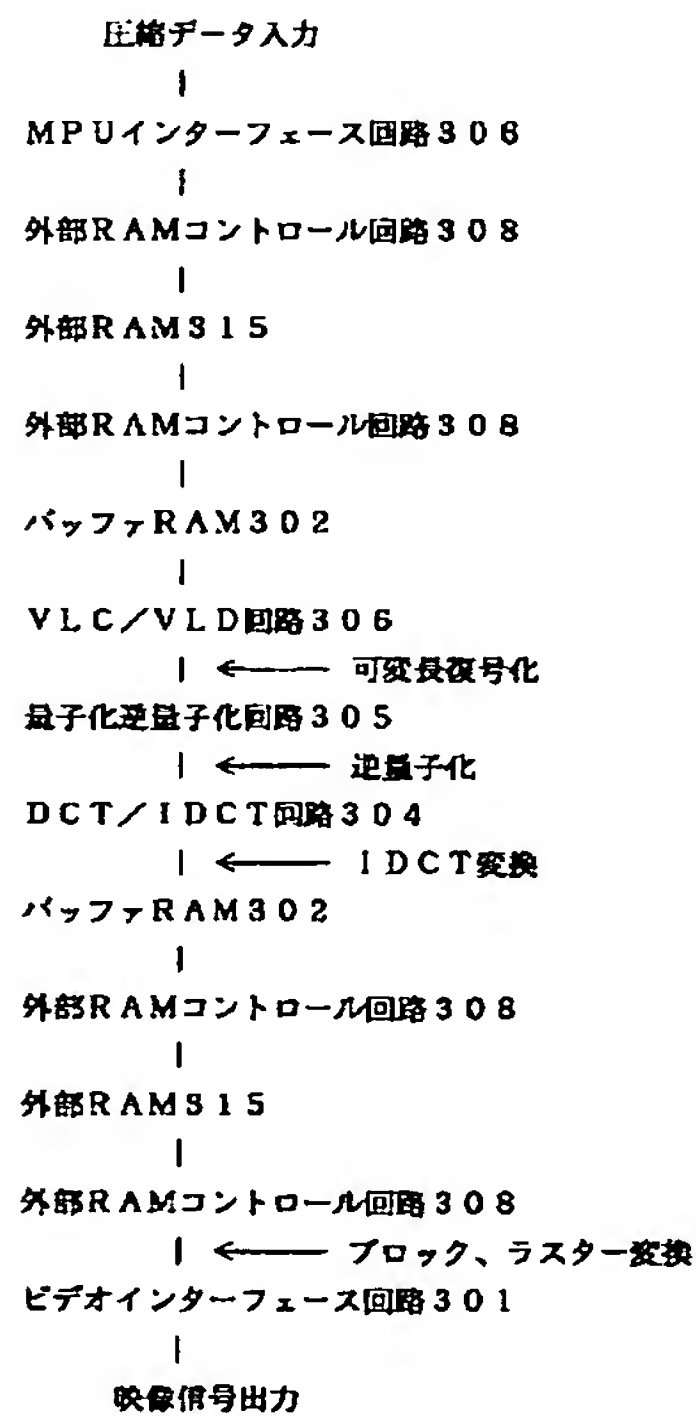 圧縮データ入力
|
MPUインターフェース回路306
|
外部RAMコントロール回路308
|
外部RAM315
|
外部RAMコントロール回路308
|
バッファRAM302
|
VLC/VLD回路306
| ← 可変長復号化
量子化逆量子化回路305
| ← 逆量子化
DCT/IDCT回路304
| ← IDCT変換
バッファRAM302
|
外部RAMコントロール回路308
|
外部RAM315
|
外部RAMコントロール回路308
| ← ブロック、ラスター変換
ビデオインターフェース回路301
|
映像信号出力